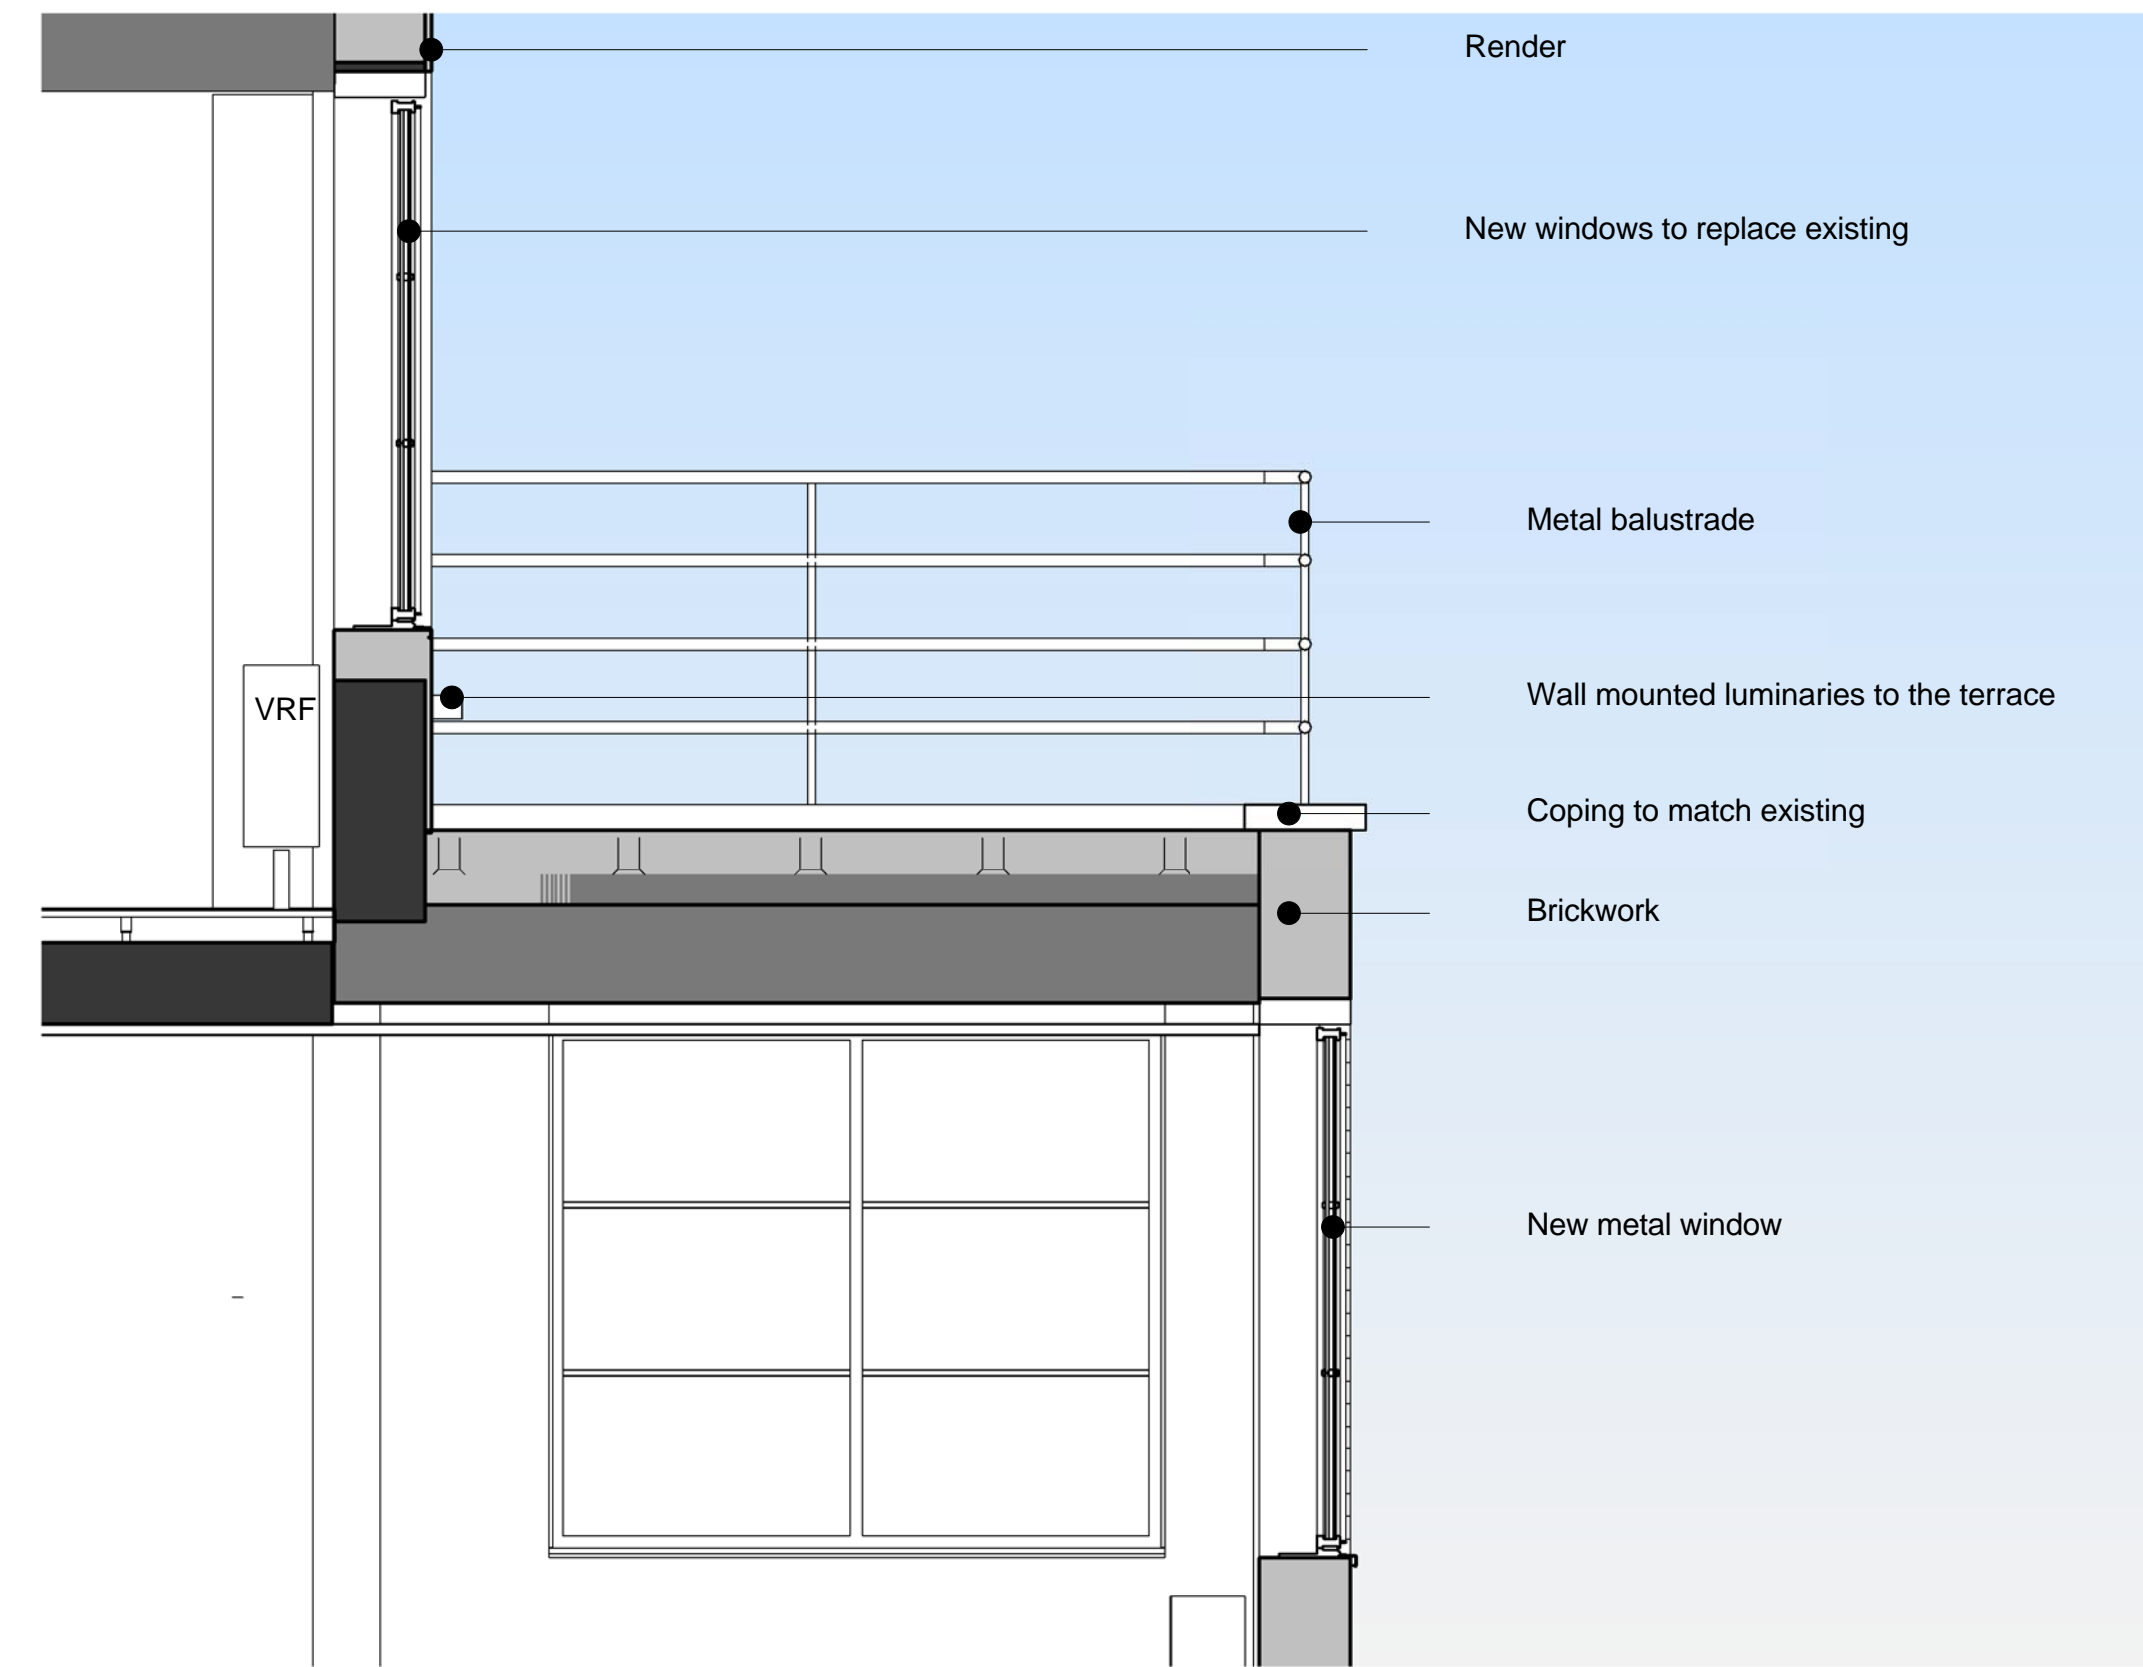 Render
New windows to replace existing
Metal balustrade
Wall mounted luminaries to the terrace
VRF
Coping to match existing
Brickwork
New metal window